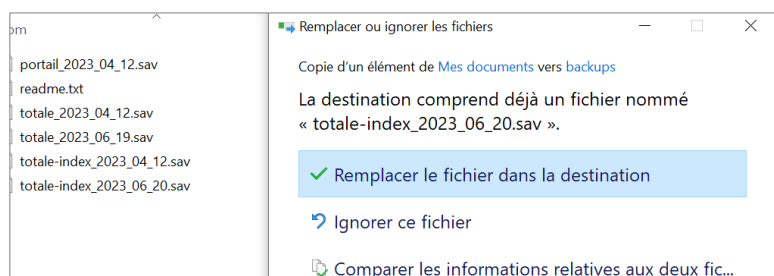 om
portail_2023_04_12.sav
readme.txt
totale_2023_04_12.sav
totale_2023_06_19.sav
totale-index_2023_04_12.sav
totale-index_2023_06_20.sav
Remplacer ou ignorer les fichiers
Copie d'un élément de Mes documents vers backups
La destination comprend déjà un fichier nommé
« totale-index_2023_06_20.sav ».
Remplacer le fichier dans la destination
Ignorer ce fichier
Comparer les informations relatives aux deux fic...